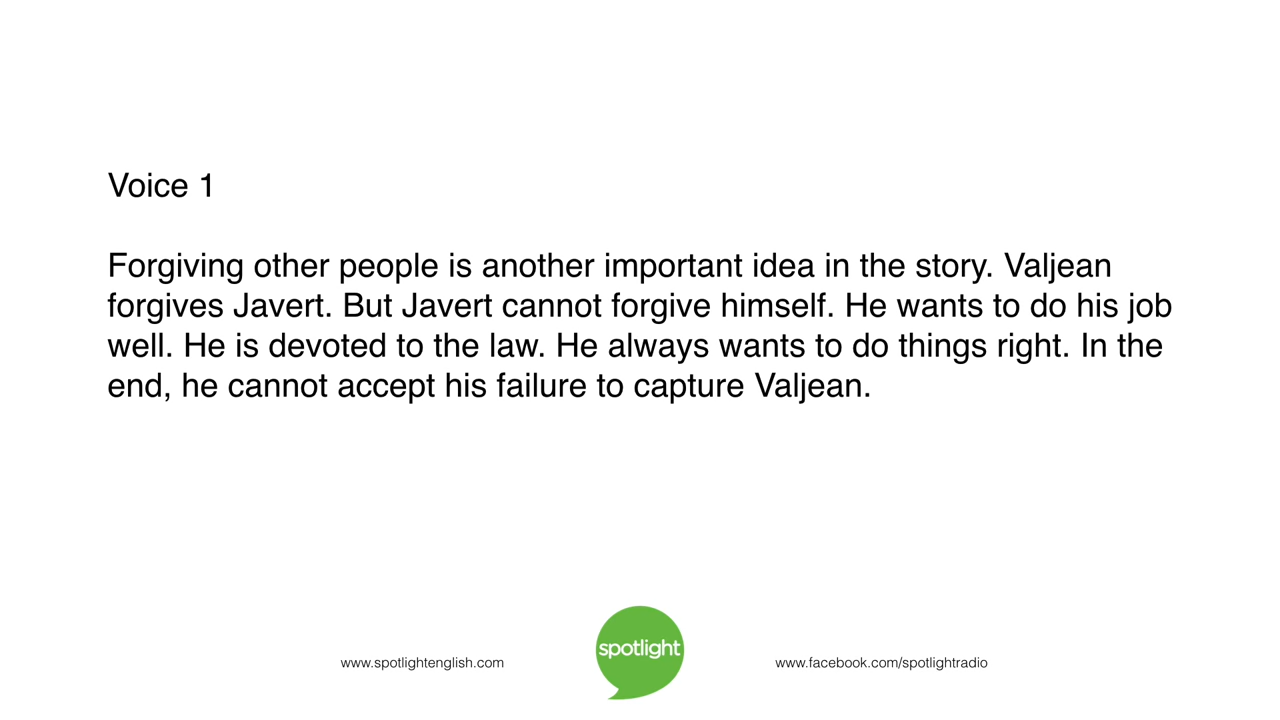 Voice 1
Forgiving other people is another important idea in the story. Valjean
forgives Javert. But Javert cannot forgive himself. He wants to do his job
well. He is devoted to the law. He always wants to do things right. In the
end, he cannot accept his failure to capture Valjean.
www.spotlightenglish.com
spotlight
www.facebook.com/spotlightradio